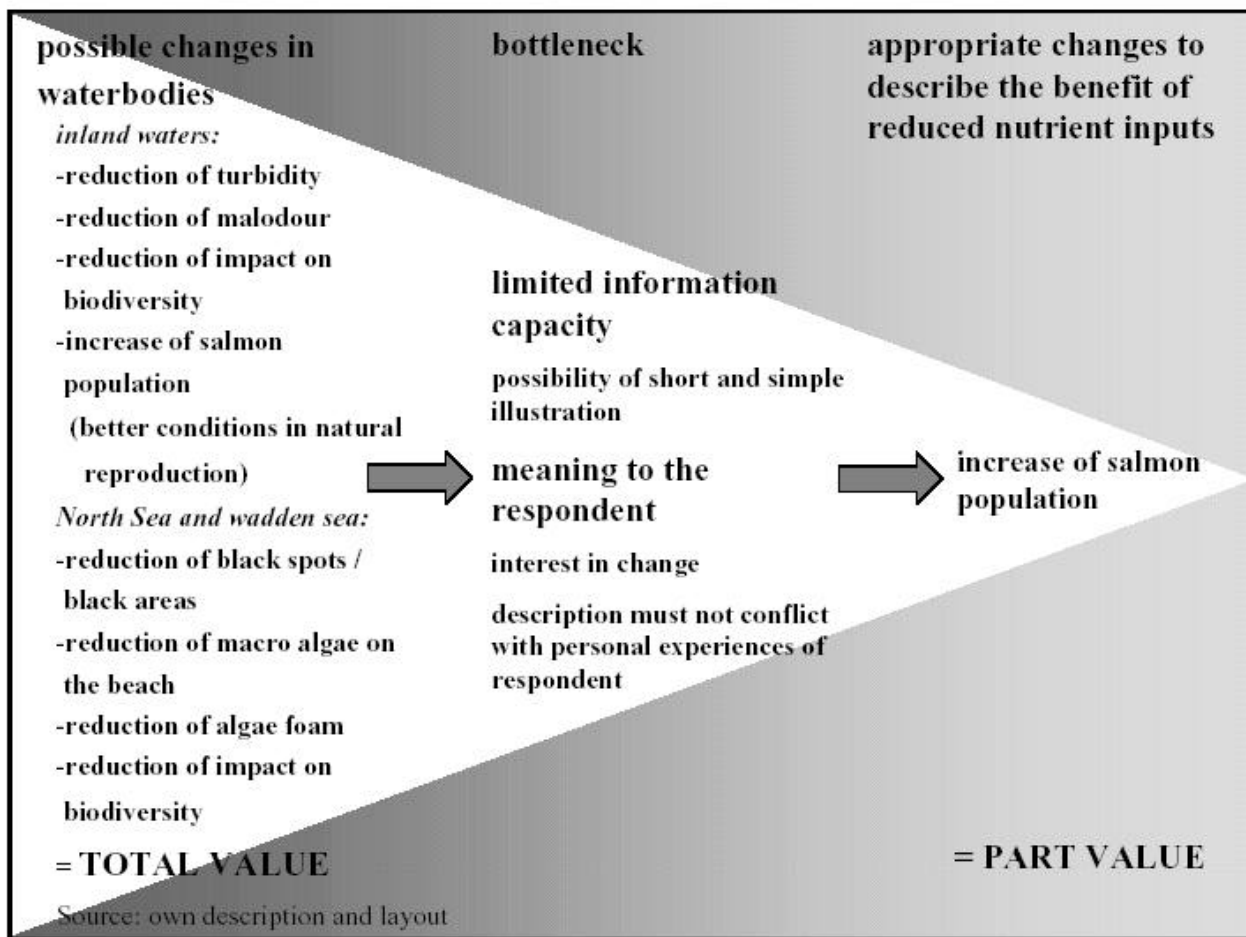 possible changes in
waterbodies
inland waters:
-reduction of turbidity
-reduction of malodour
-reduction of impact on
biodiversity
-increase of salmon
population
(better conditions in natural
reproduction)
North Sea and wadden sea:
-reduction of black spots /
black areas
-reduction of macro algae on
the beach
-reduction of algae foam
-reduction of impact on
biodiversity
= TOTAL VALUE
Source: own description and layout
bottleneck
limited information
capacity
possibility of short and simple
illustration
meaning to the
respondent
interest in change
description must not conflict
with personal experiences of
respondent
appropriate changes to
describe the benefit of
reduced nutrient inputs
increase of salmon
population
= PART VALUE